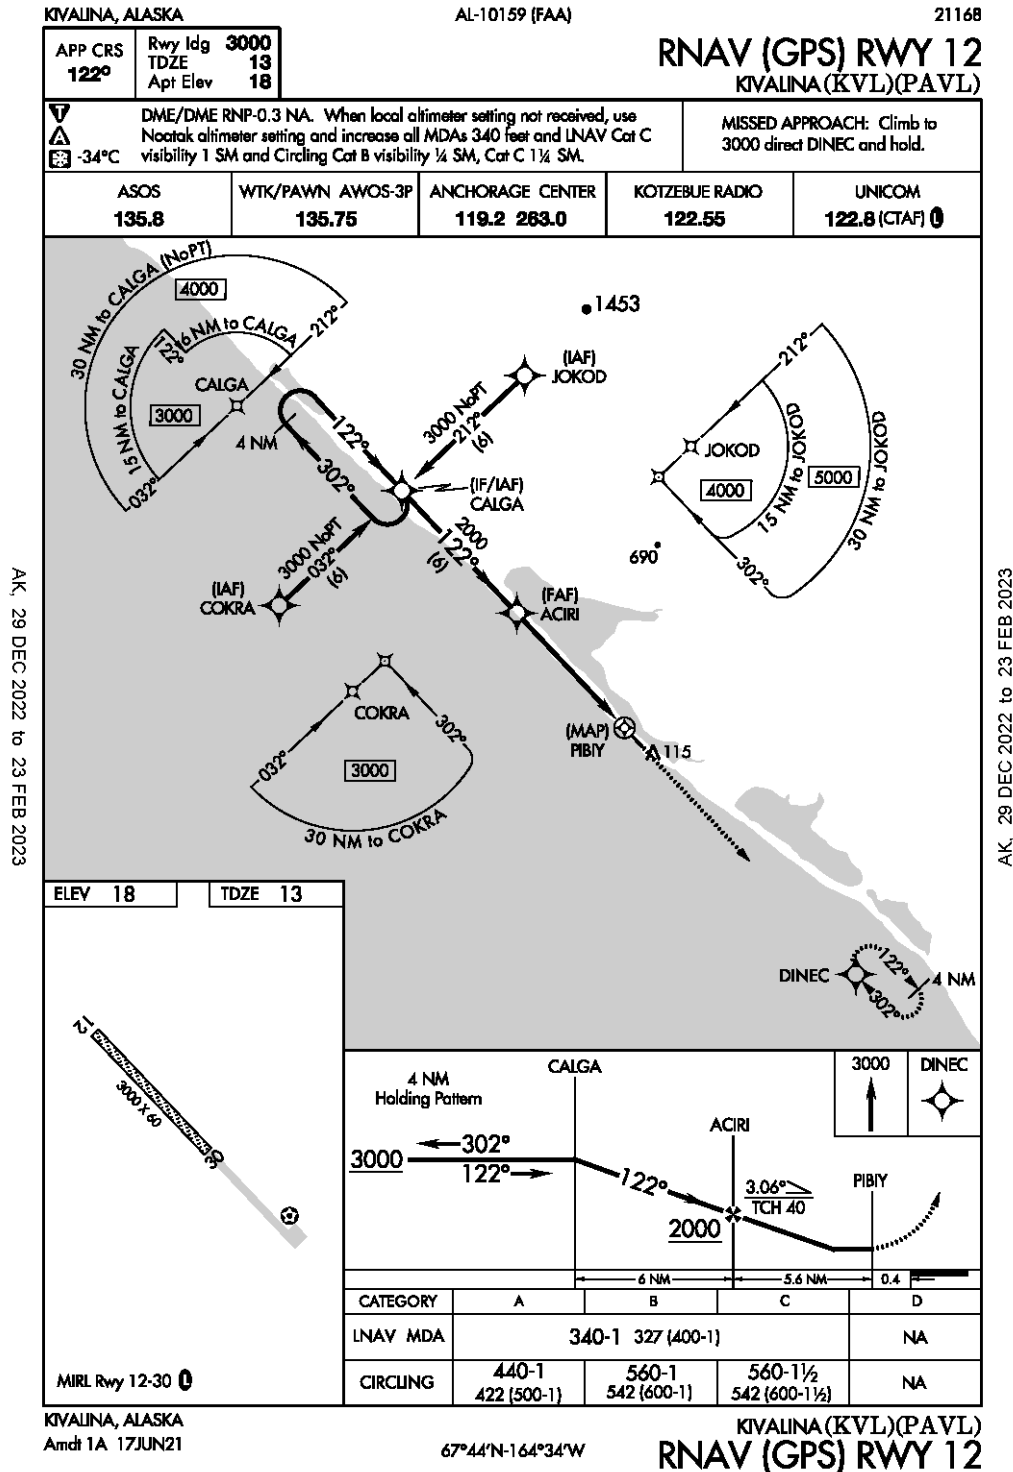 KIVALINA, ALASKA
AL-10159 (FAA)
21168
APP CRS
122°
Rwy ldg 3000
TDZE 13
Apt Elev 18
RNAV (GPS) RWY 12
KIVALINA (KVL)(PAVL)
T
A
-34°C
DME/DME RNP-0.3 NA. When local altimeter setting not received, use
Noatak altimeter setting and increase all MDAs 340 feet and LNAV Cat C
visibility 1 SM and Circling Cat B visibility ¼ SM, Cat C 1¼ SM.
MISSED APPROACH: Climb to
3000 direct DINEC and hold.
ASOS
135.8
WTK/PAWN AWOS-3P
135.75
ANCHORAGE CENTER
119.2 263.0
KOTZEBUE RADIO
122.55
UNICOM
122.8 (CTAF) L
30 NM to CALGA (NoPT)
4000
15 NM to CALGA
122°
6 NM to CALGA
212°
CALGA
3000
032°
4 NM
122°
302°
1453
(IAF)
JOKOD
3000 NoPT
212°
(6)
(IF/IAF)
CALGA
212°
JOKOD
4000
15 NM to JOKOD
5000
30 NM to JOKOD
302°
690
3000 NoPT
032°
(6)
(IAF)
COKRA
2000
122°
(6)
(FAF)
ACIRI
COKRA
032°
302°
3000
30 NM to COKRA
(MAP)
PIBIY
115
DINEC
122°
302°
4 NM
AK, 29 DEC 2022 to 23 FEB 2023
AK, 29 DEC 2022 to 23 FEB 2023
ELEV 18
TDZE 13
12
3000 X 60
30
MIRL Rwy 12-30 L
4 NM
Holding Pattern
CALGA
3000
DINEC
3000
302°
122°
122°
ACIRI
2000
3.06°
TCH 40
PIBIY
6 NM
5.6 NM
0.4
CATEGORY A B C D
LNAV MDA 340-1 327 (400-1) NA
CIRCLING
440-1
422 (500-1)
560-1
542 (600-1)
560-1½
542 (600-1½)
NA
KIVALINA, ALASKA
Amdt 1A 17JUN21
67°44'N-164°34'W
KIVALINA (KVL)(PAVL)
RNAV (GPS) RWY 12